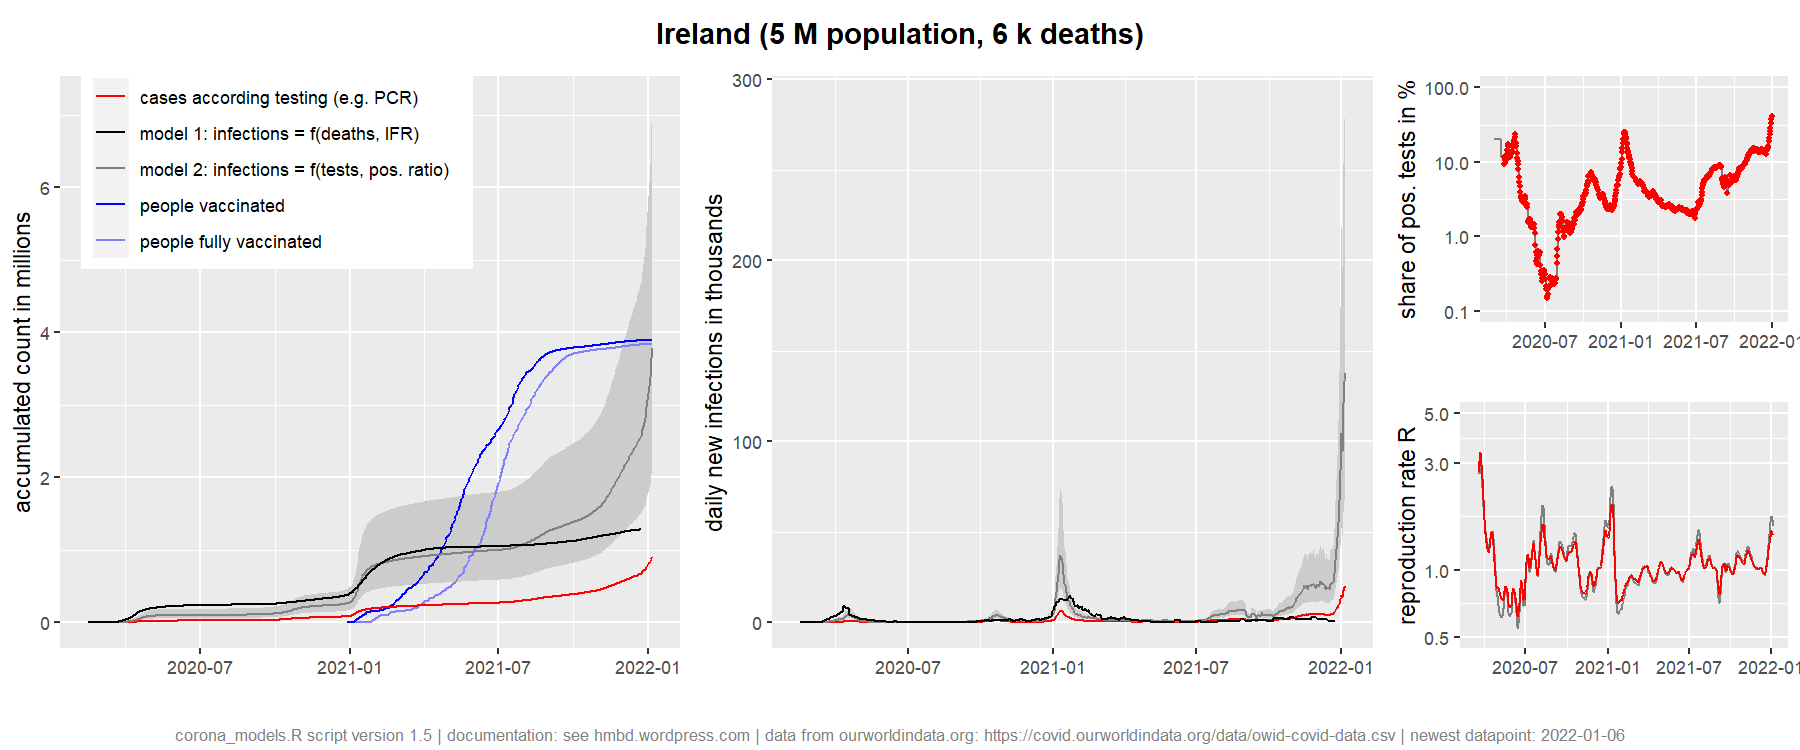 Ireland (5 M population, 6 k deaths)
accumulated count in millions
6
4
2
0
cases according testing (e.g. PCR)
model 1: infections = f(deaths, IFR)
model 2: infections = f(tests, pos. ratio)
people vaccinated
people fully vaccinated
2020-07 2021-01 2021-07 2022-01
daily new infections in thousands
300
200
100
0
2020-07 2021-01 2021-07 2022-01
share of pos. tests in %
100.0
10.0
1.0
0.1
2020-07 2021-01 2021-07 2022-01
reproduction rate R
5.0
3.0
1.0
0.5
2020-07 2021-01 2021-07 2022-01
corona_models.R script version 1.5 | documentation: see hmbd.wordpress.com | data from ourworldindata.org: https://covid.ourworldindata.org/data/owid-covid-data.csv | newest datapoint: 2022-01-06